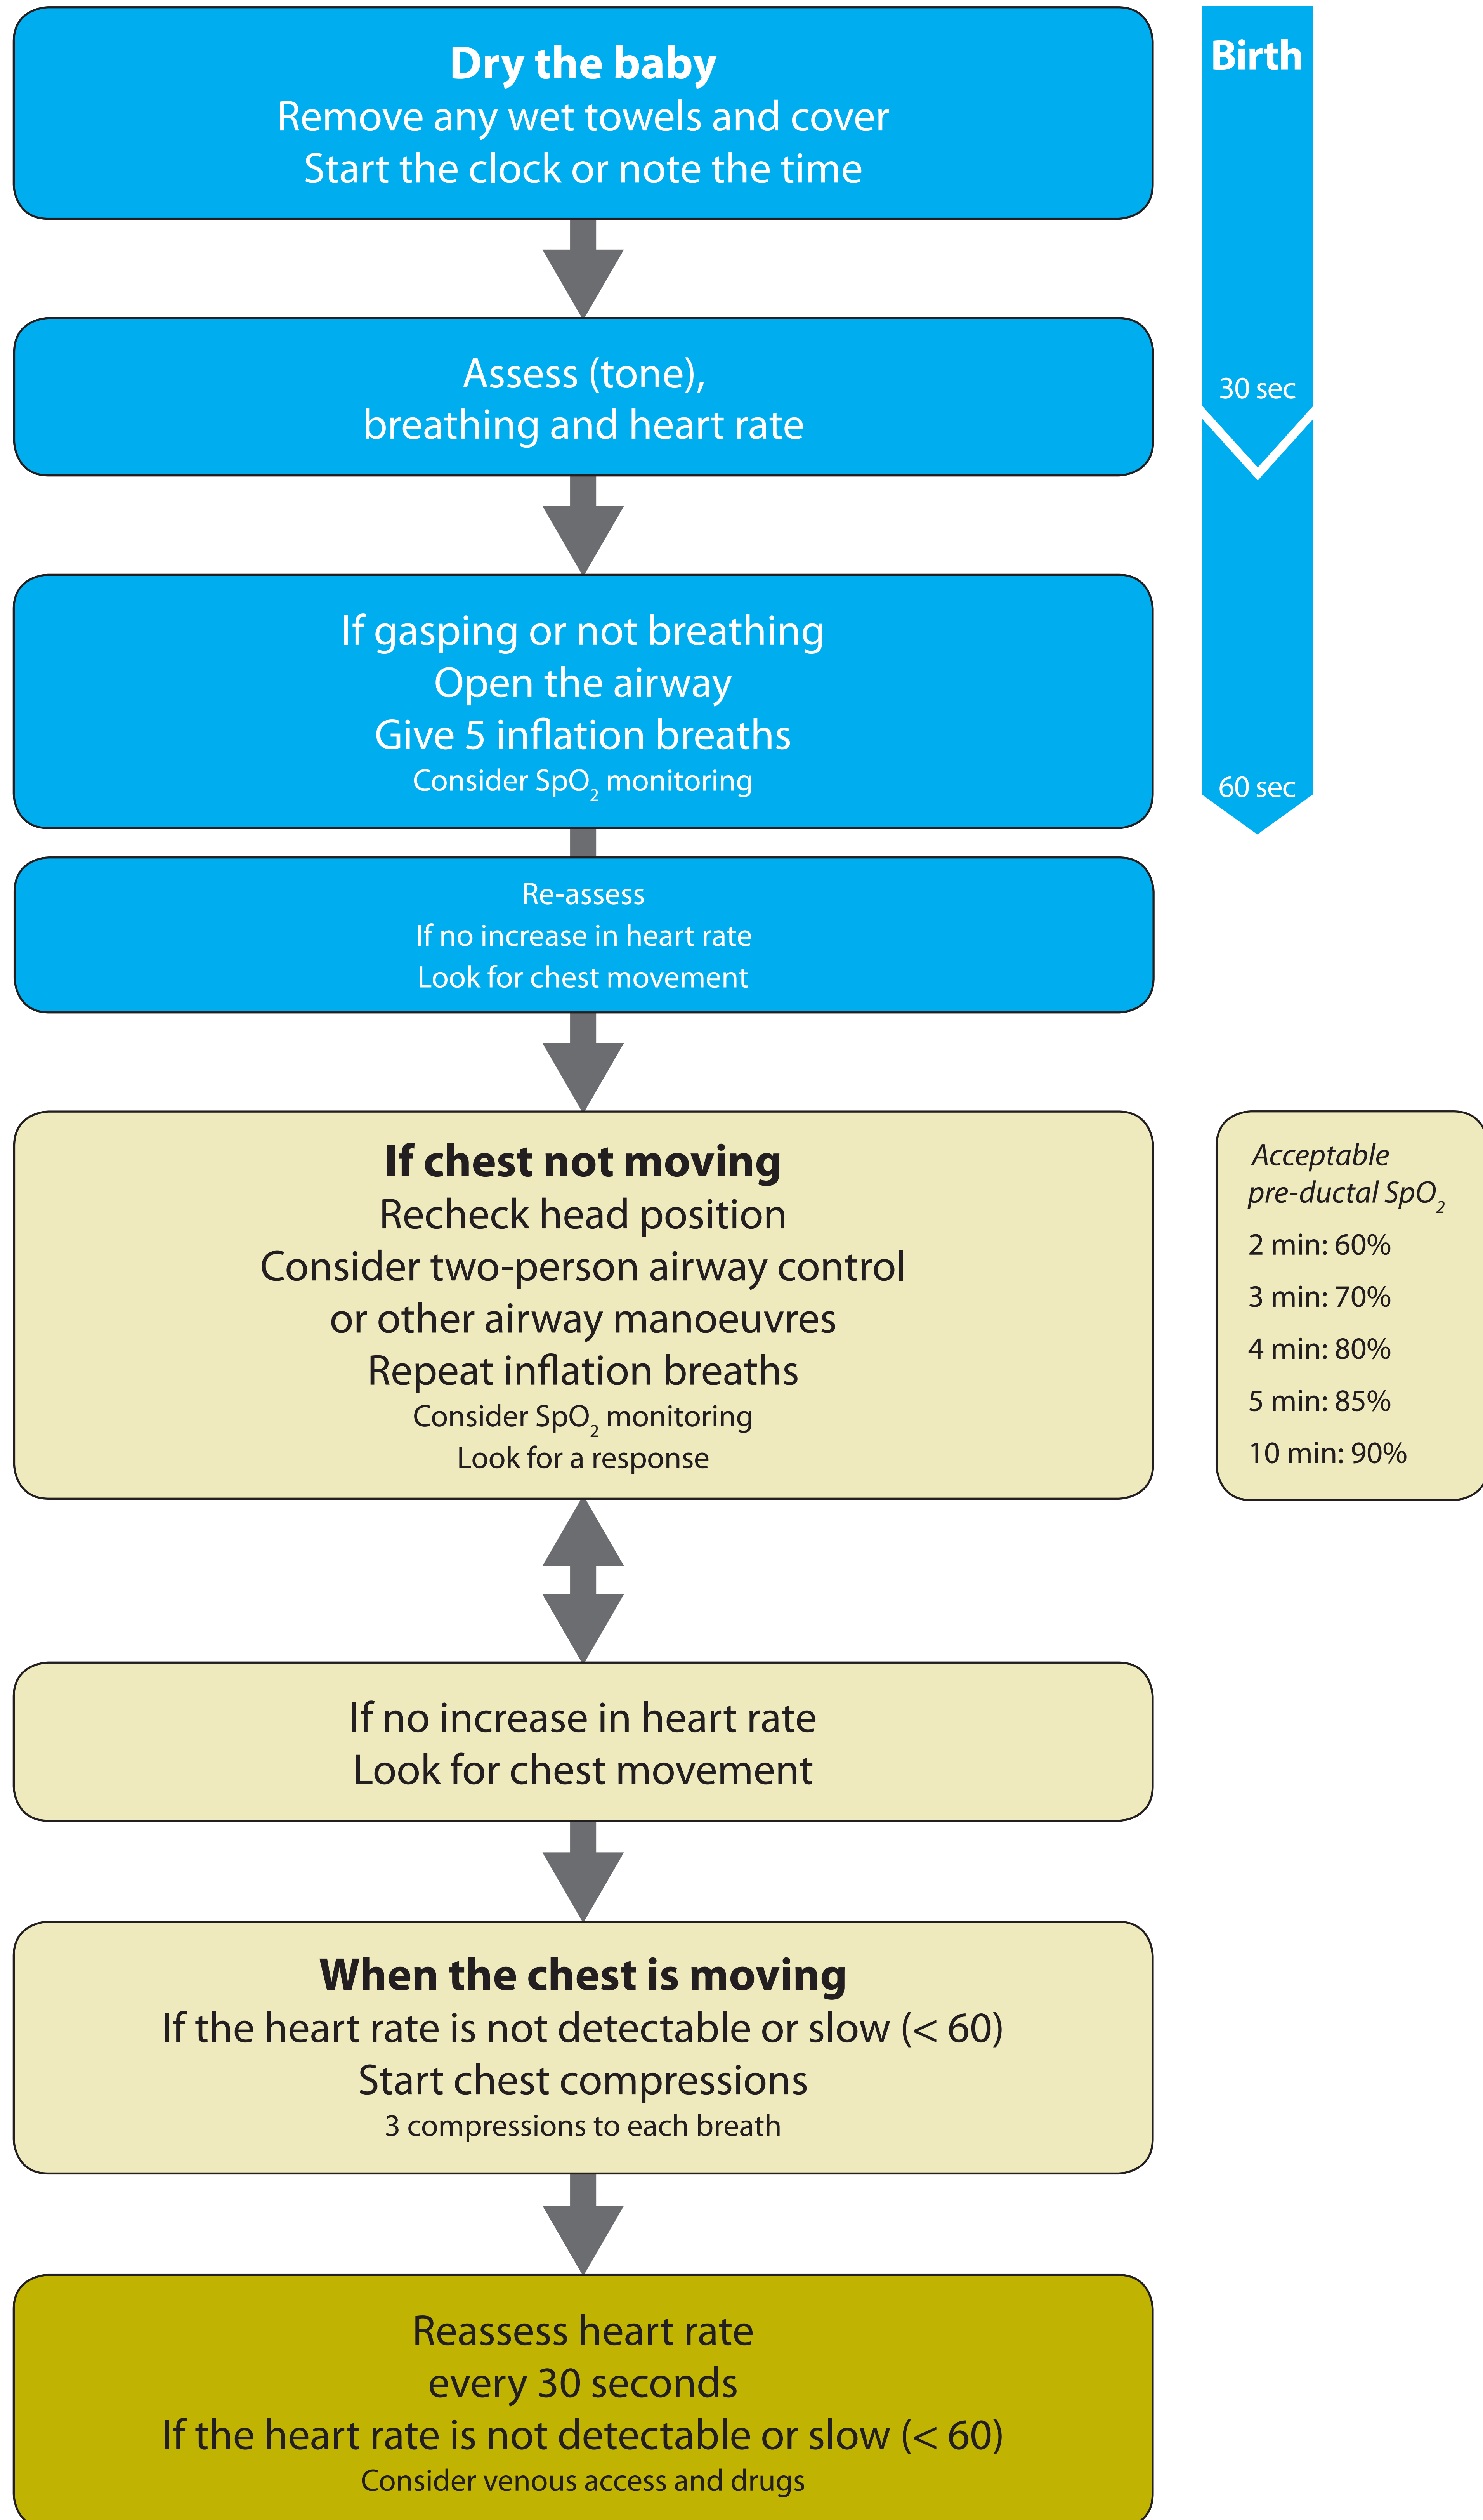 Dry the baby
Remove any wet towels and cover
Start the clock or note the time
Birth
Assess (tone),
breathing and heart rate
30 sec
If gasping or not breathing
Open the airway
Give 5 inflation breaths
Consider SpO₂ monitoring
60 sec
Re-assess
If no increase in heart rate
Look for chest movement
If chest not moving
Recheck head position
Consider two-person airway control
or other airway manoeuvres
Repeat inflation breaths
Consider SpO₂ monitoring
Look for a response
Acceptable
pre-ductal SpO₂
2 min: 60%
3 min: 70%
4 min: 80%
5 min: 85%
10 min: 90%
If no increase in heart rate
Look for chest movement
When the chest is moving
If the heart rate is not detectable or slow (< 60)
Start chest compressions
3 compressions to each breath
Reassess heart rate
every 30 seconds
If the heart rate is not detectable or slow (< 60)
Consider venous access and drugs